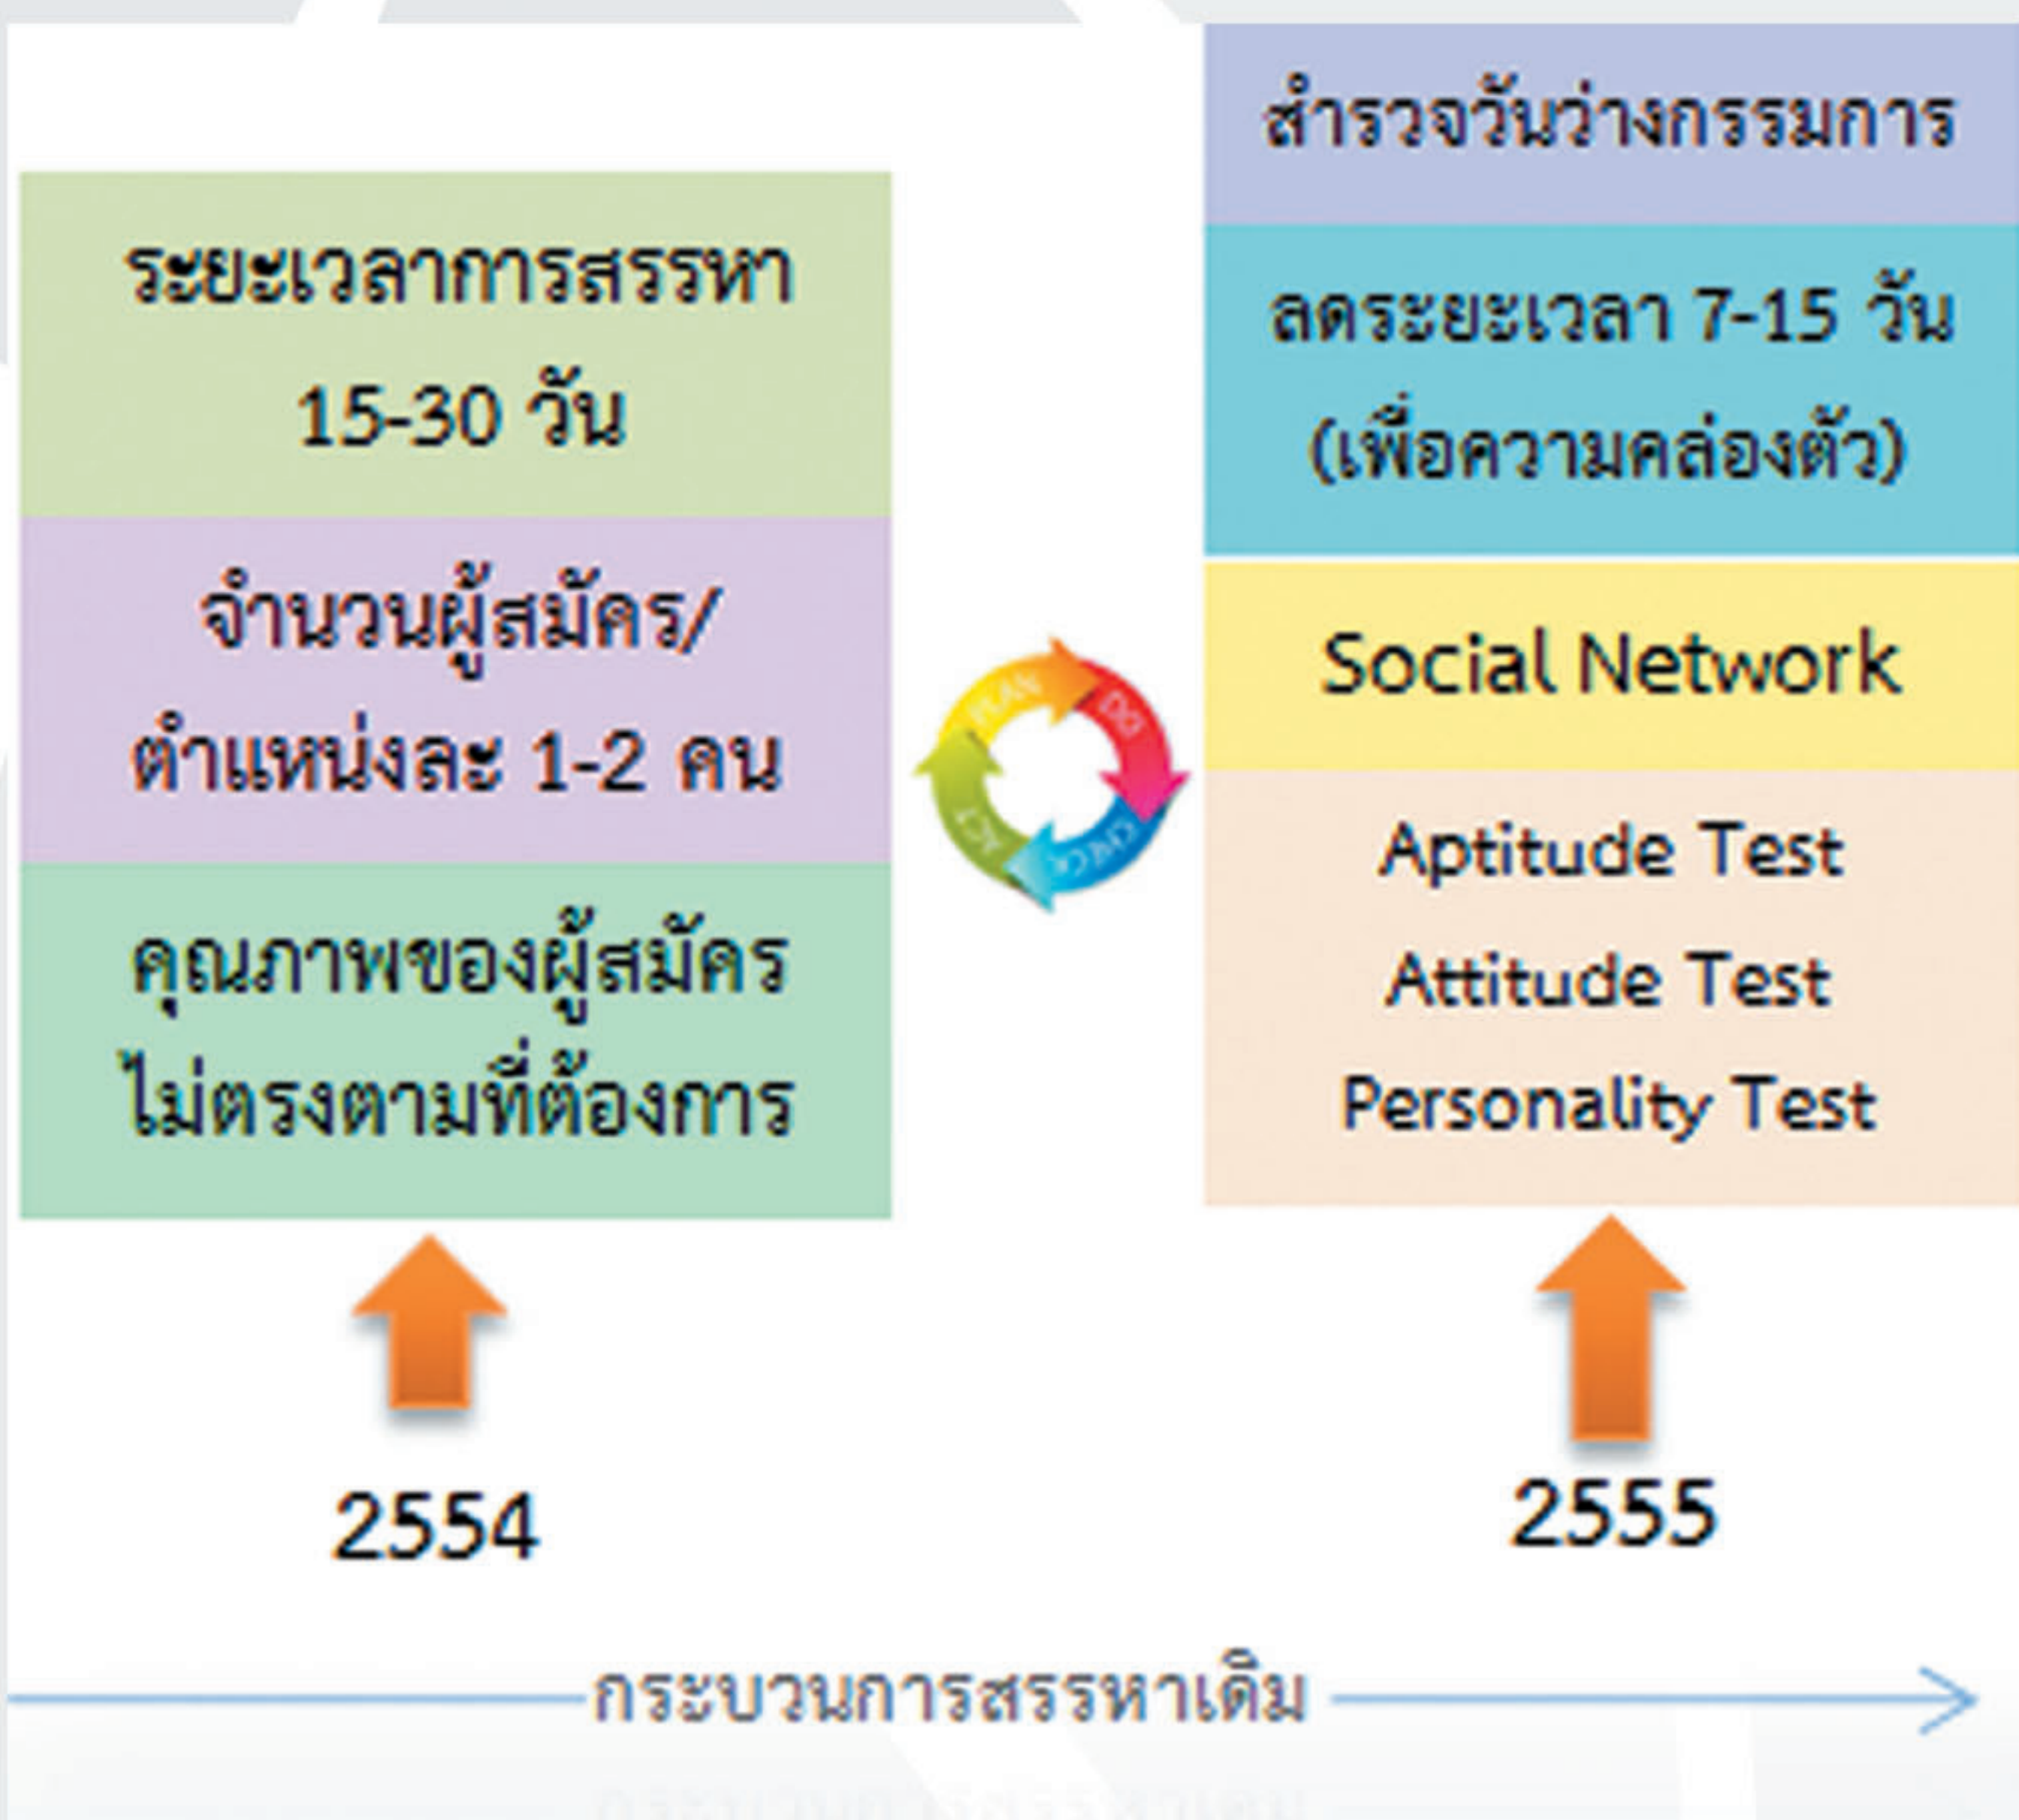 ระยะเวลาการสรรหา
15-30 วัน
จำนวนผู้สมัคร/
ตำแหน่งละ 1-2 คน
คุณภาพของผู้สมัคร
ไม่ตรงตามที่ต้องการ
2554
PLAN
DO
CHECK
ACT
สำรวจวันว่างกรรมการ
ลดระยะเวลา 7-15 วัน
(เพื่อความคล่องตัว)
Social Network
Aptitude Test
Attitude Test
Personality Test
2555
กระบวนการสรรหาเดิม